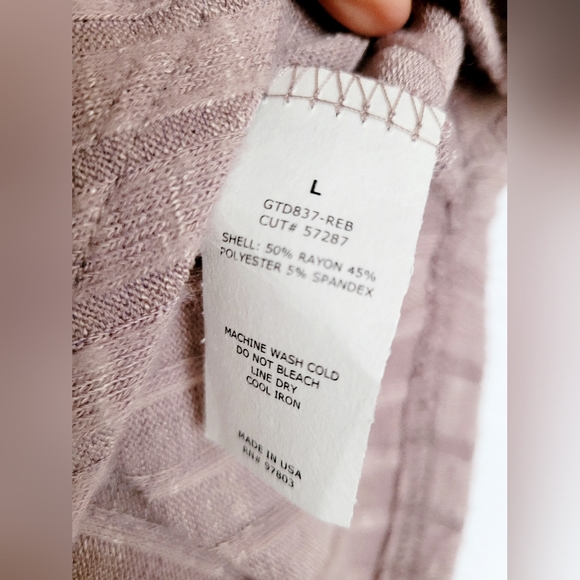 L
GTD837-REB
CUT# 57287
SHELL: 50% RAYON 45%
POLYESTER 5% SPANDEX
MACHINE WASH COLD
DO NOT BLEACH
LINE DRY
COOL IRON
MADE IN USA
RN# 97803